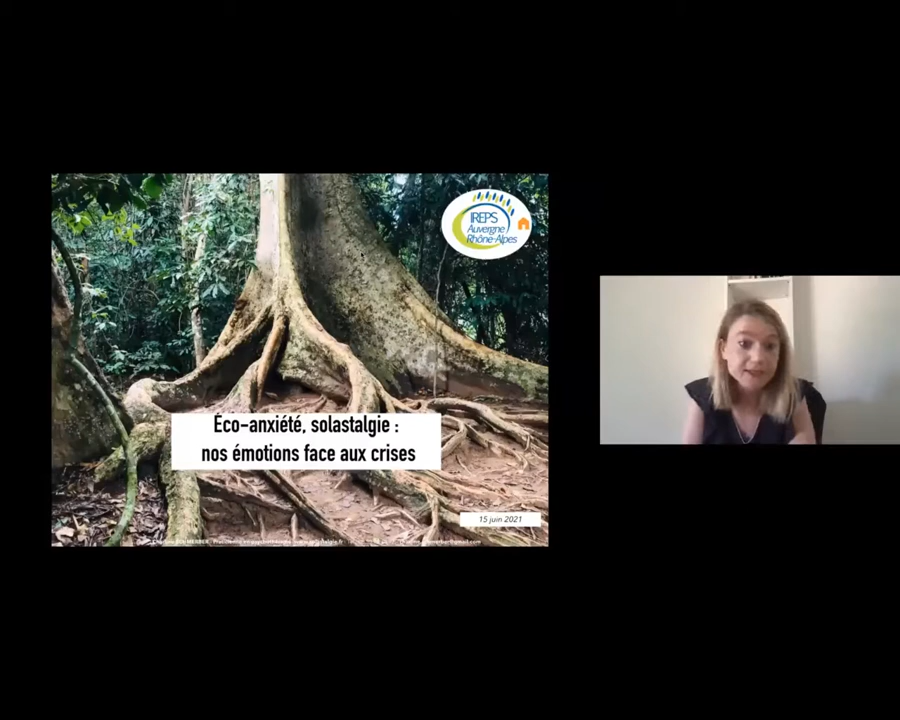 IREPS
Auvergne
Rhône-Alpes
Éco-anxiété, solastalgie :
nos émotions face aux crises
15 juin 2021